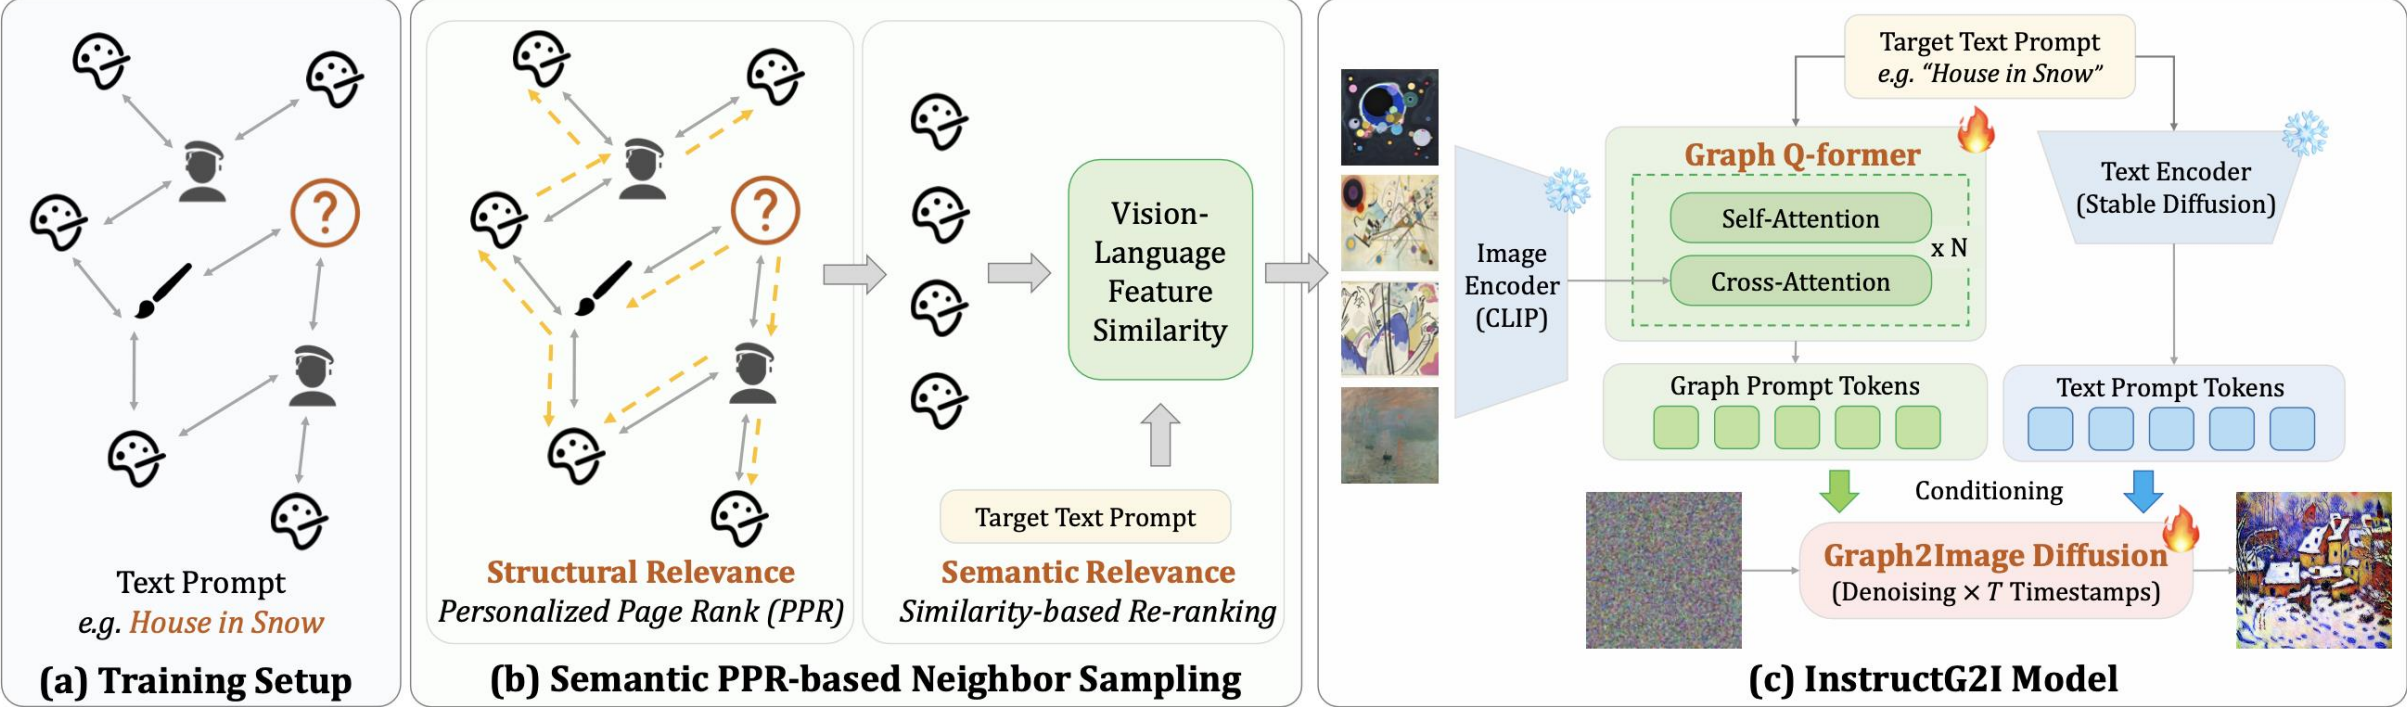 ?
Text Prompt
e.g. House in Snow
(a) Training Setup
?
Structural Relevance
Personalized Page Rank (PPR)
Vision-
Language
Feature
Similarity
Target Text Prompt
Semantic Relevance
Similarity-based Re-ranking
(b) Semantic PPR-based Neighbor Sampling
Target Text Prompt
e.g. “House in Snow”
Image
Encoder
(CLIP)
Graph Q-former
Self-Attention
Cross-Attention
x N
Text Encoder
(Stable Diffusion)
Graph Prompt Tokens
Text Prompt Tokens
Conditioning
Graph2Image Diffusion
(Denoising × T Timestamps)
(c) InstructG2I Model